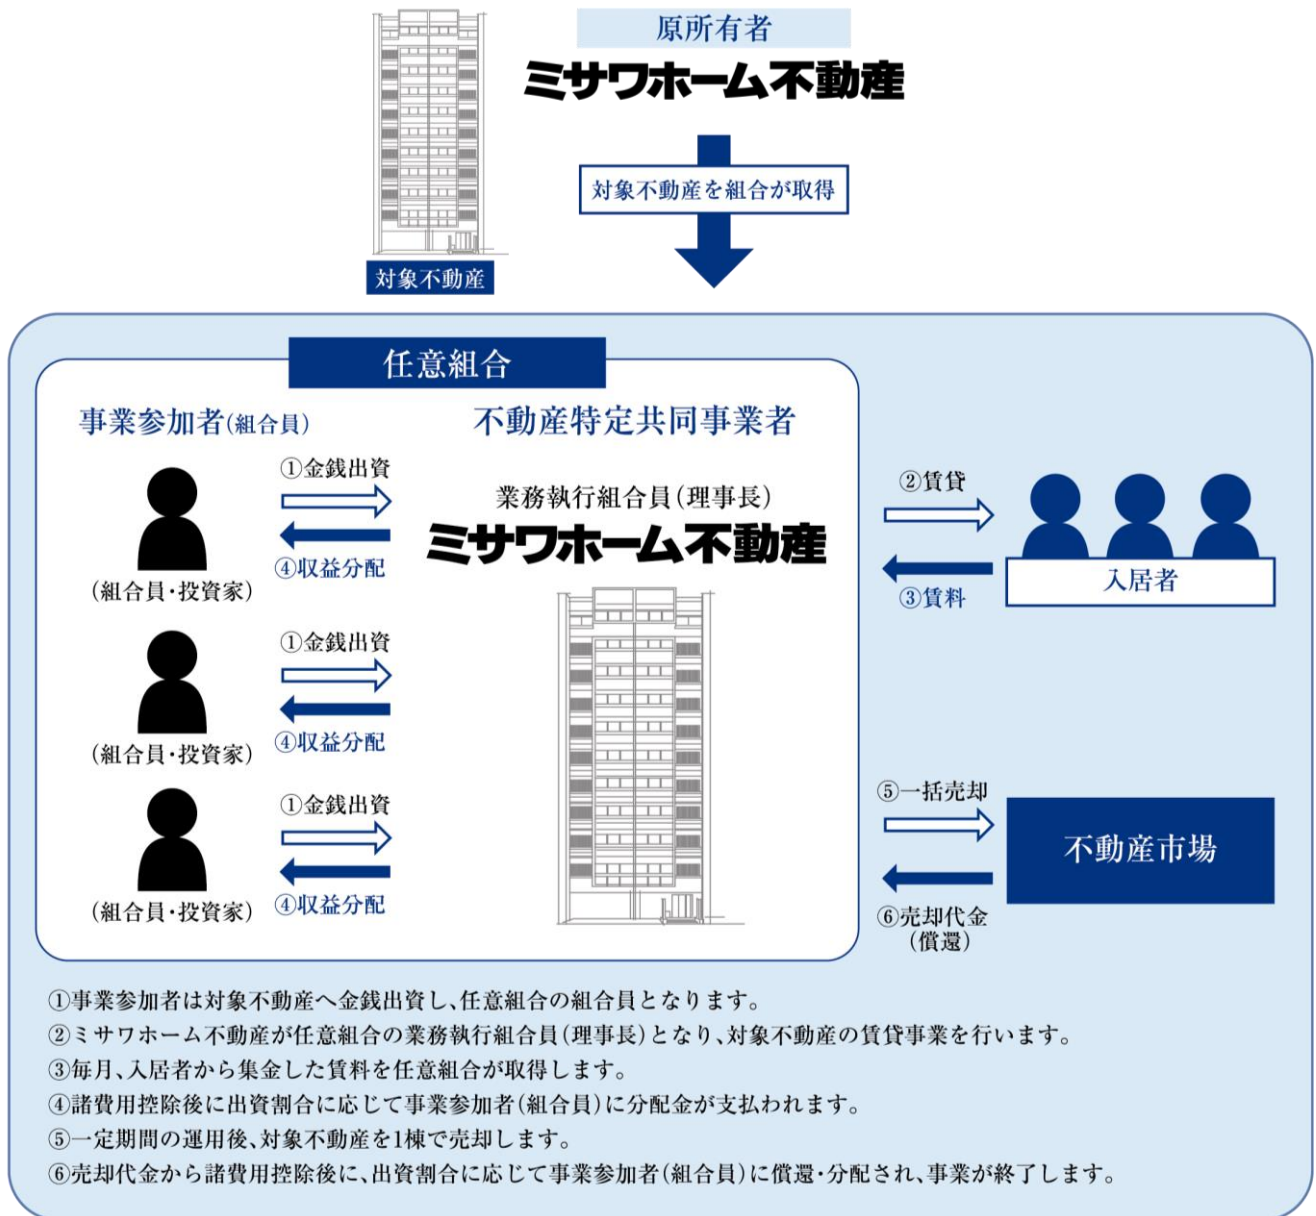 原所有者
ミサワホーム不動産
対象不動産を組合が取得
対象不動産
任意組合
事業参加者(組合員)
不動産特定共同事業者
①金銭出資
④収益分配
(組合員・投資家)
①金銭出資
④収益分配
(組合員・投資家)
①金銭出資
④収益分配
(組合員・投資家)
業務執行組合員(理事長)
ミサワホーム不動産
②賃貸
③賃料
入居者
⑤一括売却
⑥売却代金
(償還)
不動産市場
①事業参加者は対象不動産へ金銭出資し、任意組合の組合員となります。
②ミサワホーム不動産が任意組合の業務執行組合員(理事長)となり、対象不動産の賃貸事業を行います。
③毎月、入居者から集金した賃料を任意組合が取得します。
④諸費用控除後に出資割合に応じて事業参加者(組合員)に分配金が支払われます。
⑤一定期間の運用後、対象不動産を1棟で売却します。
⑥売却代金から諸費用控除後に、出資割合に応じて事業参加者(組合員)に償還・分配され、事業が終了します。